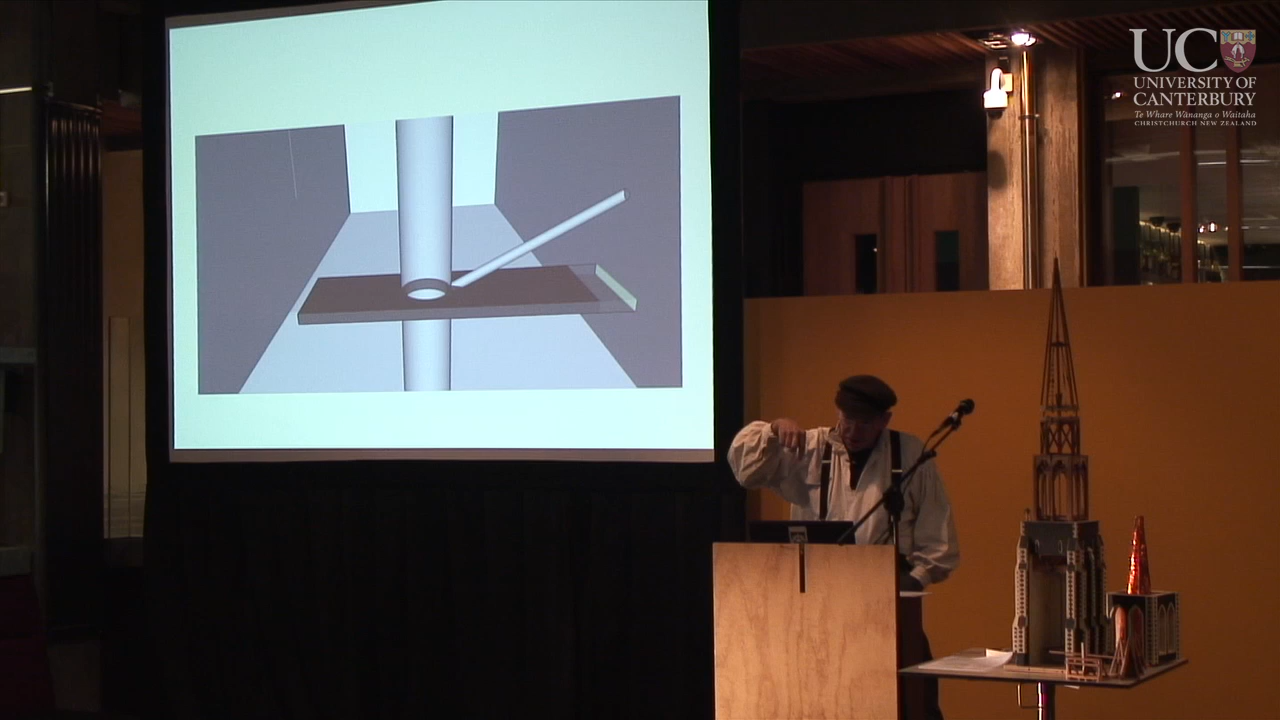 UC
UNIVERSITY OF
CANTERBURY
Te Whare Wānanga o Waitaha
CHRISTCHURCH NEW ZEALAND